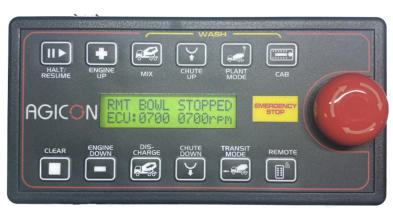 WASH
HALT/ ENGINE MIX CHUTE PLANT CAB
RESUME UP UP MODE
AGICON
RMT BOWL STOPPED
ECU:0700 0700rpm
EMERGENCY
STOP
CLEAR ENGINE DIS- CHUTE TRANSIT REMOTE
DOWN CHARGE DOWN MODE